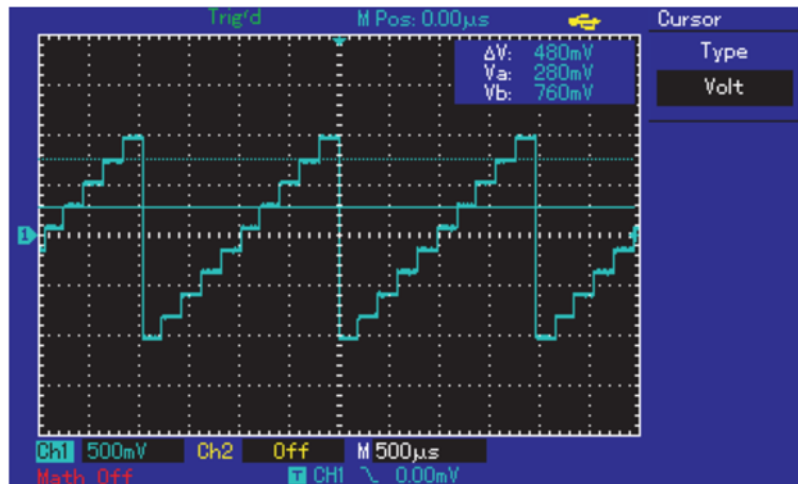 Trig'd M Pos: 0.00μs Cursor
Type
Volt
ΔV: 480mV
Va: 280mV
Vb: 760mV
1
Ch1 500mV Ch2 Off M 500μs
Math Off T CH1 0.00mV